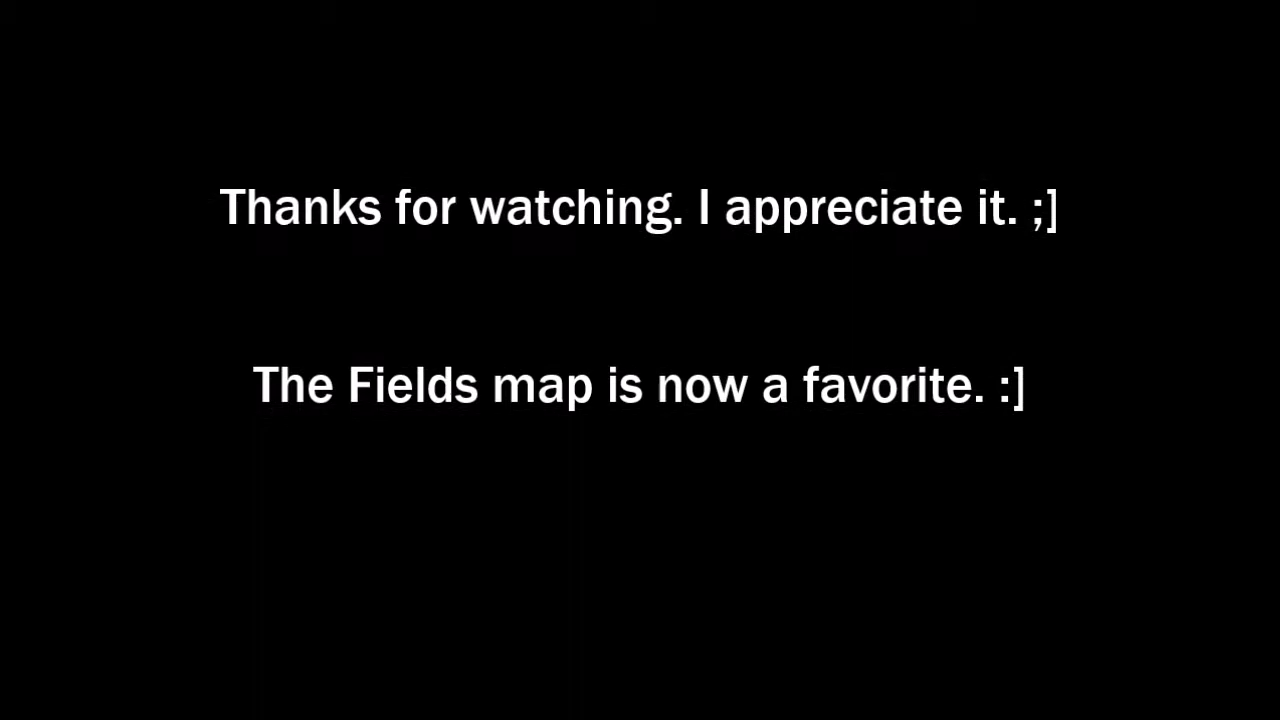 Thanks for watching. I appreciate it. ;]
The Fields map is now a favorite. :]